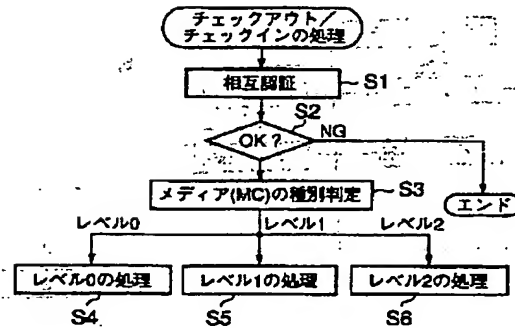 チェックアウト/
チェックインの処理
相互認証
S1
S2
OK?
NG
メディア(MC)の種別判定
S3
エンド
レベル0
レベル1
レベル2
レベル0の処理
レベル1の処理
レベル2の処理
S4
S5
S6